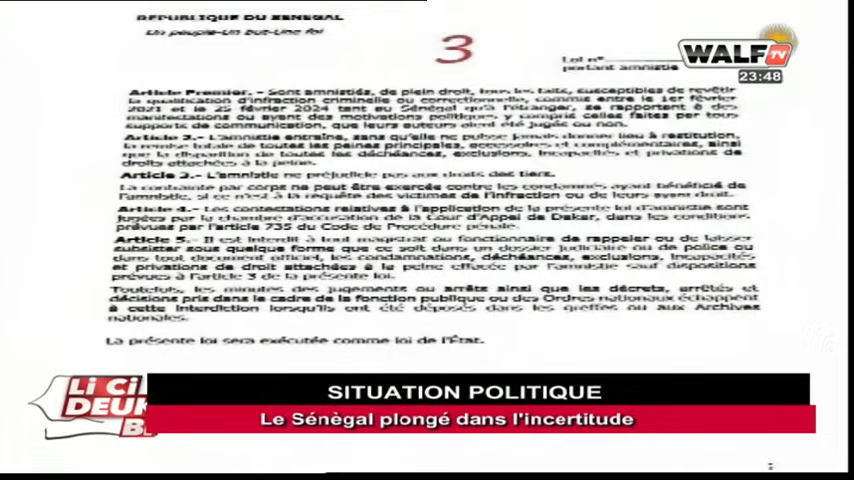 REPUBLIQUE DU SENEGAL
Un peuple-Un but-Une foi
3
Loi n°
portant amnistie
WALF TV
23:48
Article Premier. - Sont amnistiés, de plein droit, tous les faits, susceptibles de revêtir
la qualification d'infraction criminelle ou correctionnelle, commis entre le 1er février
2021 et le 25 février 2024 tant au Sénégal qu'à l'étranger, se rapportant à des
manifestations ou ayant des motivations politiques y compris celles faites par tous
supports de communication, que leurs auteurs aient été jugés ou non.
Article 2.- L'amnistie entraîne, sans qu'elle ne puisse jamais donner lieu à restitution,
la remise totale de toutes les peines principales, accessoires et complémentaires, ainsi
que la disparition de toutes les déchéances, exclusions, incapacités et privations de
droits attachées à la peine.
Article 3.- L'amnistie ne préjudicie pas aux droits des tiers.
La contrainte par corps ne peut être exercée contre les condamnés ayant bénéficié de
l'amnistie, si ce n'est à la requête des victimes de l'infraction ou de leurs ayant droit.
Article 4.- Les contestations relatives à l'application de la présente loi d'amnistie sont
jugées par la chambre d'accusation de la Cour d'Appel de Dakar, dans les conditions
prévues par l'article 735 du Code de Procédure pénale.
Article 5.- Il est interdit à tout magistrat ou fonctionnaire de rappeler ou de laisser
subsister sous quelque forme que ce soit dans un dossier judiciaire ou de police ou
dans tout document officiel, les condamnations, déchéances, exclusions, incapacités
et privations de droit attachées à la peine effacée par l'amnistie sauf dispositions
prévues à l'article 3 de la présente loi.
Toutefois, les minutes des jugements ou arrêts ainsi que les décrets, arrêtés et
décisions pris dans le cadre de la fonction publique ou des Ordres nationaux échappent
à cette interdiction lorsqu'ils ont été déposés dans les greffes ou aux Archives
nationales.
La présente loi sera exécutée comme loi de l'État.
LI CI
DEUK
B
SITUATION POLITIQUE
Le Sénègal plongé dans l'incertitude